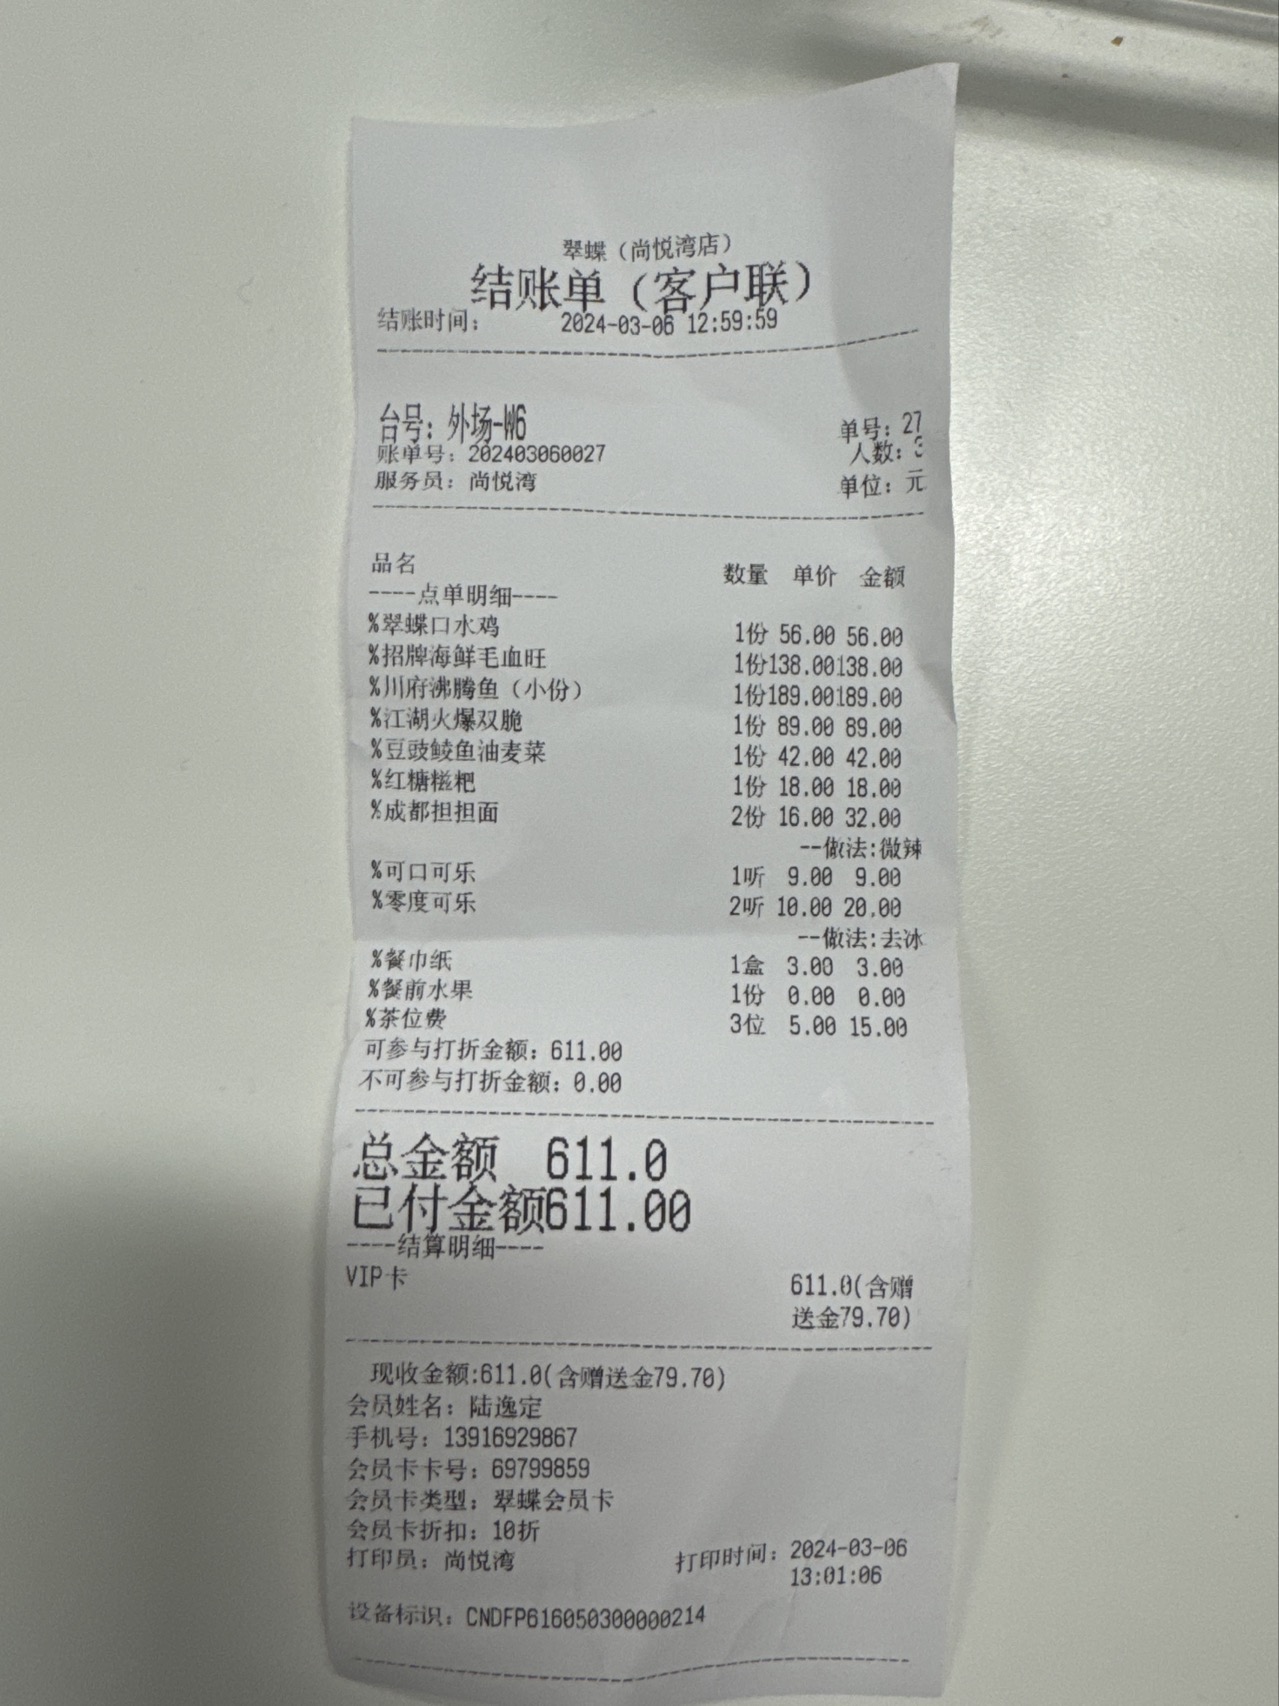 翠蝶（尚悦湾店）
结账单（客户联）
结账时间： 2024-03-06 12:59:59
台号：外场-W6
单号：27
账单号：202403060027
人数：3
服务员：尚悦湾
单位：元
品名 数量 单价 金额
----点单明细----
%翠蝶口水鸡 1份 56.00 56.00
%招牌海鲜毛血旺 1份138.00138.00
%川府沸腾鱼（小份） 1份189.00189.00
%江湖火爆双脆 1份 89.00 89.00
%豆豉鲮鱼油麦菜 1份 42.00 42.00
%红糖糍粑 1份 18.00 18.00
%成都担担面 2份 16.00 32.00
--做法:微辣
%可口可乐 1听 9.00 9.00
%零度可乐 2听 10.00 20.00
--做法:去冰
%餐巾纸 1盒 3.00 3.00
%餐前水果 1份 0.00 0.00
%茶位费 3位 5.00 15.00
可参与打折金额：611.00
不可参与打折金额：0.00
总金额 611.0
已付金额611.00
----结算明细----
VIP卡 611.0(含赠
送金79.70)
现收金额:611.0(含赠送金79.70)
会员姓名：陆逸定
手机号：13916929867
会员卡卡号：69799859
会员卡类型：翠蝶会员卡
会员卡折扣：10折
打印员：尚悦湾 打印时间：2024-03-06
13:01:06
设备标识：CNDFP616050300000214